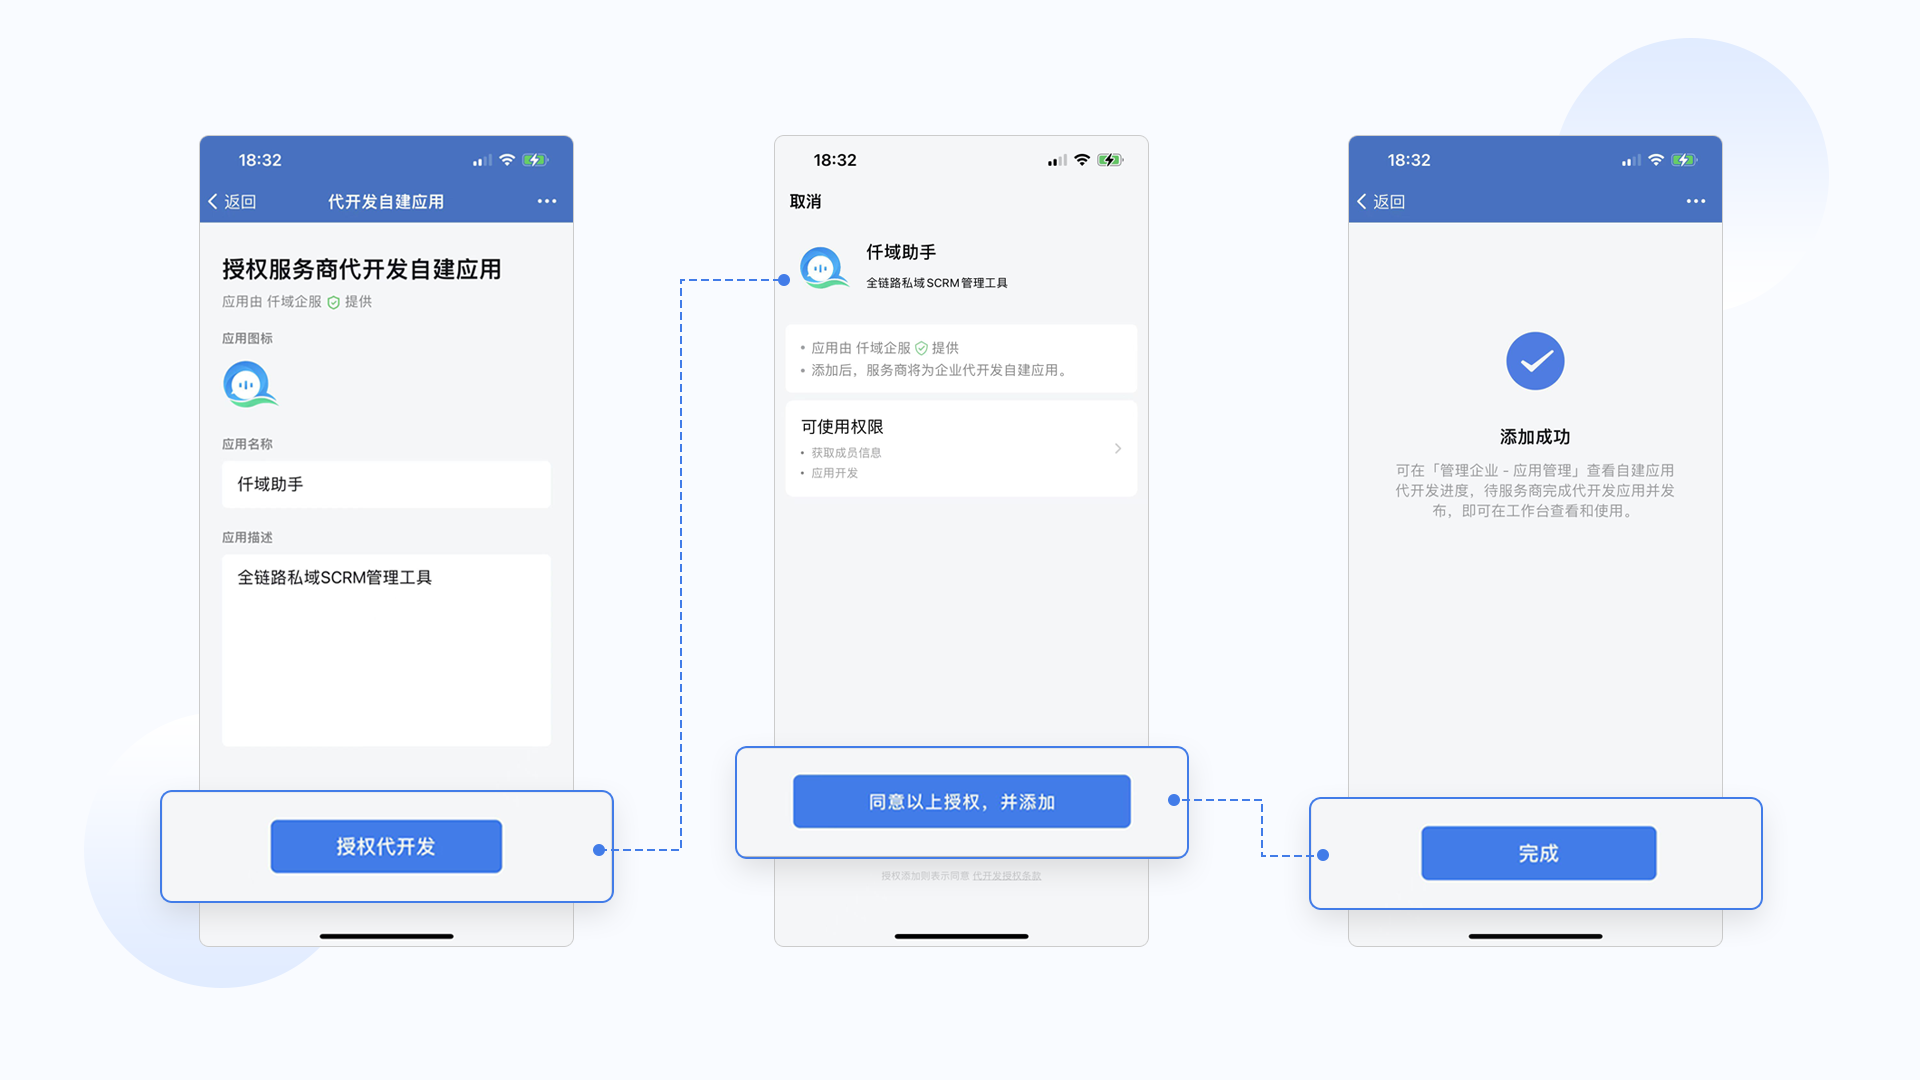 18:32
返回
代开发自建应用
授权服务商代开发自建应用
应用由 仟域企服 提供
应用图标
应用名称
仟域助手
应用描述
全链路私域SCRM管理工具
授权代开发
18:32
取消
仟域助手
全链路私域SCRM管理工具
• 应用由 仟域企服 提供
• 添加后，服务商将为企业代开发自建应用。
可使用权限
• 获取成员信息
• 应用开发
同意以上授权，并添加
授权添加则表示同意 代开发授权条款
18:32
返回
添加成功
可在「管理企业 - 应用管理」查看自建应用
代开发进度，待服务商完成代开发应用并发
布，即可在工作台查看和使用。
完成